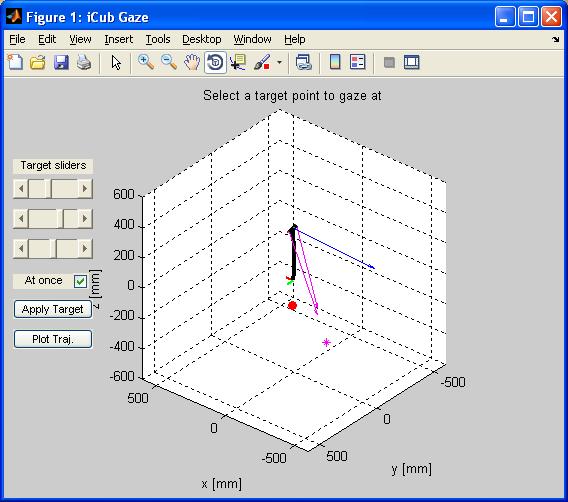 Figure 1: iCub Gaze
File Edit View Insert Tools Desktop Window Help
Select a target point to gaze at
Target sliders
At once
Apply Target
Plot Traj.
z [mm]
600
400
200
0
-200
-400
-600
500
0
-500
x [mm]
500
0
-500
y [mm]